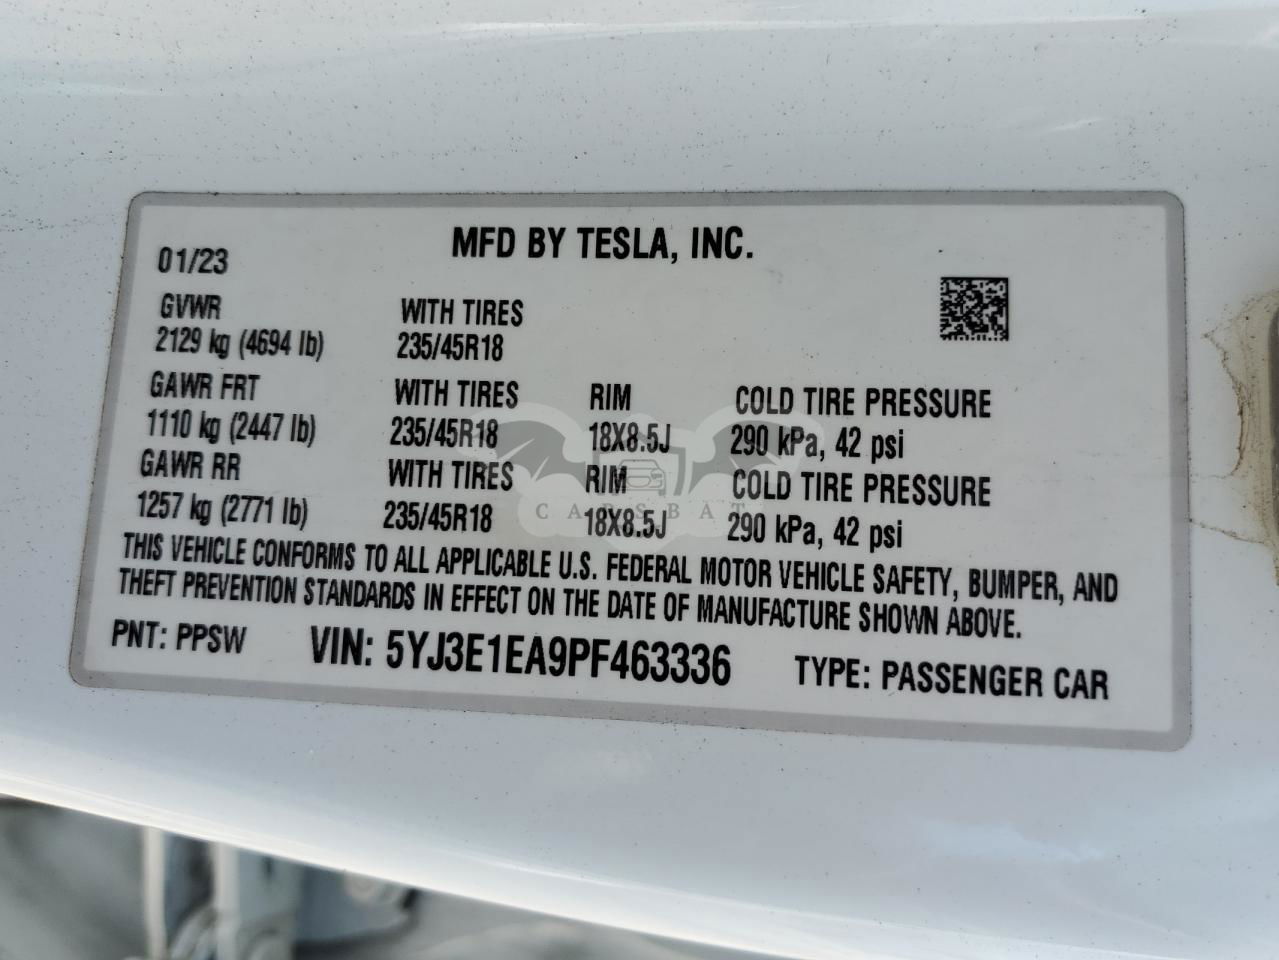 MFD BY TESLA, INC.
01/23
GVWR WITH TIRES
2129 kg (4694 lb) 235/45R18
GAWR FRT WITH TIRES RIM COLD TIRE PRESSURE
1110 kg (2447 lb) 235/45R18 18X8.5J 290 kPa, 42 psi
GAWR RR WITH TIRES RIM COLD TIRE PRESSURE
1257 kg (2771 lb) 235/45R18 18X8.5J 290 kPa, 42 psi
CARSBAT
THIS VEHICLE CONFORMS TO ALL APPLICABLE U.S. FEDERAL MOTOR VEHICLE SAFETY, BUMPER, AND
THEFT PREVENTION STANDARDS IN EFFECT ON THE DATE OF MANUFACTURE SHOWN ABOVE.
PNT: PPSW VIN: 5YJ3E1EA9PF463336 TYPE: PASSENGER CAR